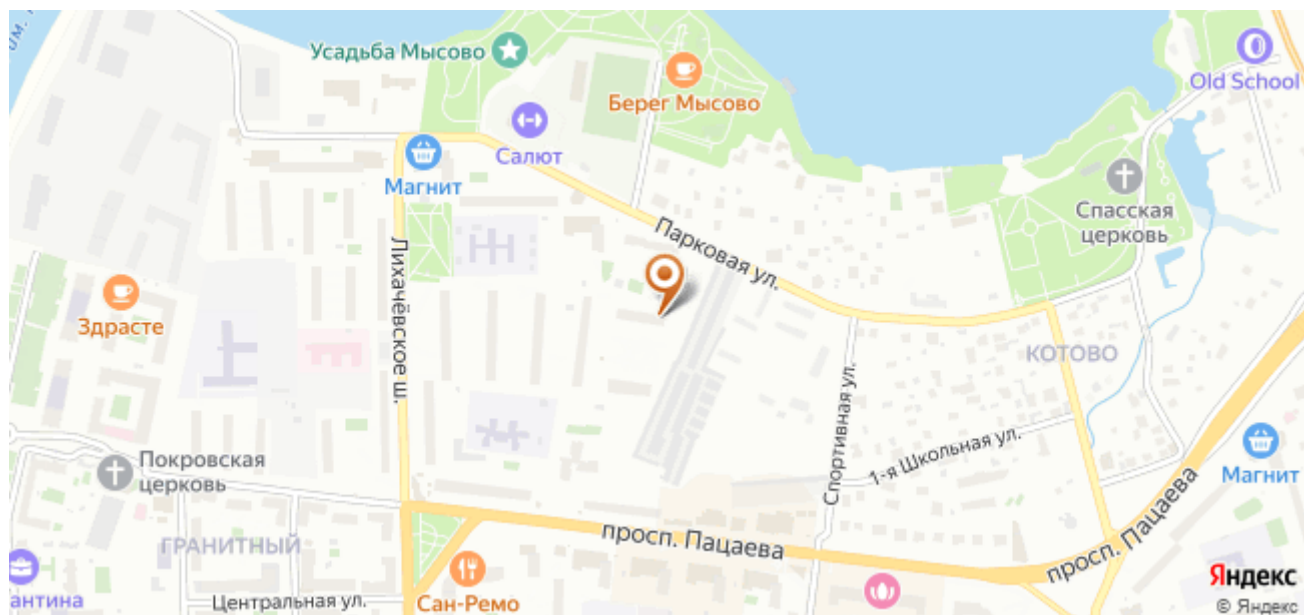 Усадьба Мысово
Берег Мысово
Old School
Салют
Магнит
Спасская
церковь
Парковая ул.
Лихачёвское ш.
Здрасте
КОТОВО
Спортивная ул.
1-я Школьная ул.
Покровская
церковь
Магнит
просп. Пацаева
просп. Пацаева
ГРАНИТНЫЙ
антина
Центральная ул.
Сан-Ремо
Яндекс
© Яндекс